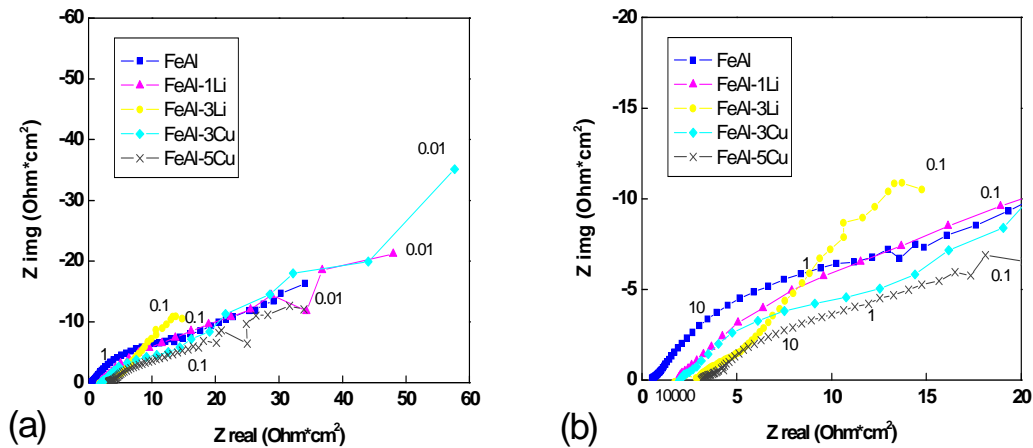 -60
-50
-40
-30
-20
-10
0
0 10 20 30 40 50 60
Z img (Ohm*cm²)
Z real (Ohm*cm²)
FeAl
FeAl-1Li
FeAl-3Li
FeAl-3Cu
FeAl-5Cu
0.01
0.01
0.01
0.1
0.1
0.1
1
(a)
-20
-15
-10
-5
0
0 5 10 15 20
Z img (Ohm*cm²)
Z real (Ohm*cm²)
FeAl
FeAl-1Li
FeAl-3Li
FeAl-3Cu
FeAl-5Cu
0.1
0.1
0.1
1
1
10
10
10000
(b)